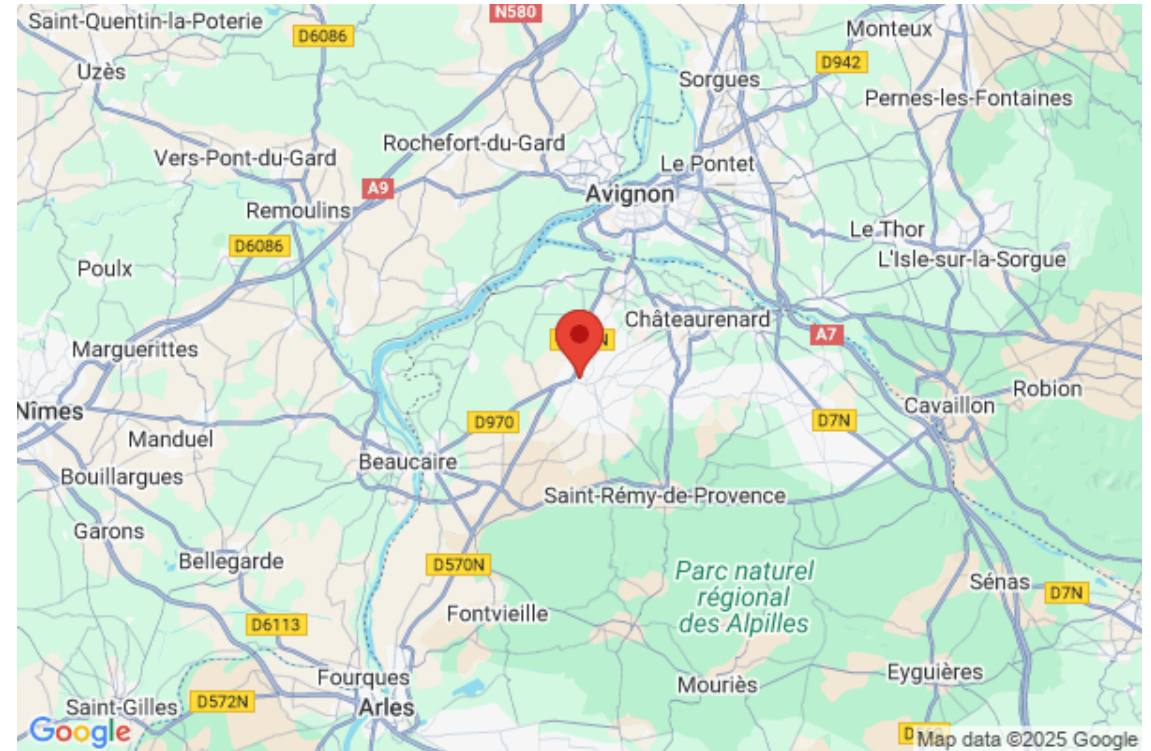 N580
Saint-Quentin-la-Poterie
D6086
Monteux
D942
Uzès
Sorgues
Pernes-les-Fontaines
Rochefort-du-Gard
Vers-Pont-du-Gard
Le Pontet
A9
Avignon
Remoulins
Le Thor
D6086
L'Isle-sur-la-Sorgue
Poulx
Châteaurenard
A7
N
Marguerittes
Robion
Nîmes
Cavaillon
D970
D7N
Manduel
Beaucaire
Bouillargues
Saint-Rémy-de-Provence
Garons
Bellegarde
D570N
Parc naturel
régional
des Alpilles
Sénas
D7N
Fontvieille
D6113
Fourques
Eyguières
Mouriès
Saint-Gilles
D572N
Arles
Google
Map data ©2025 Google